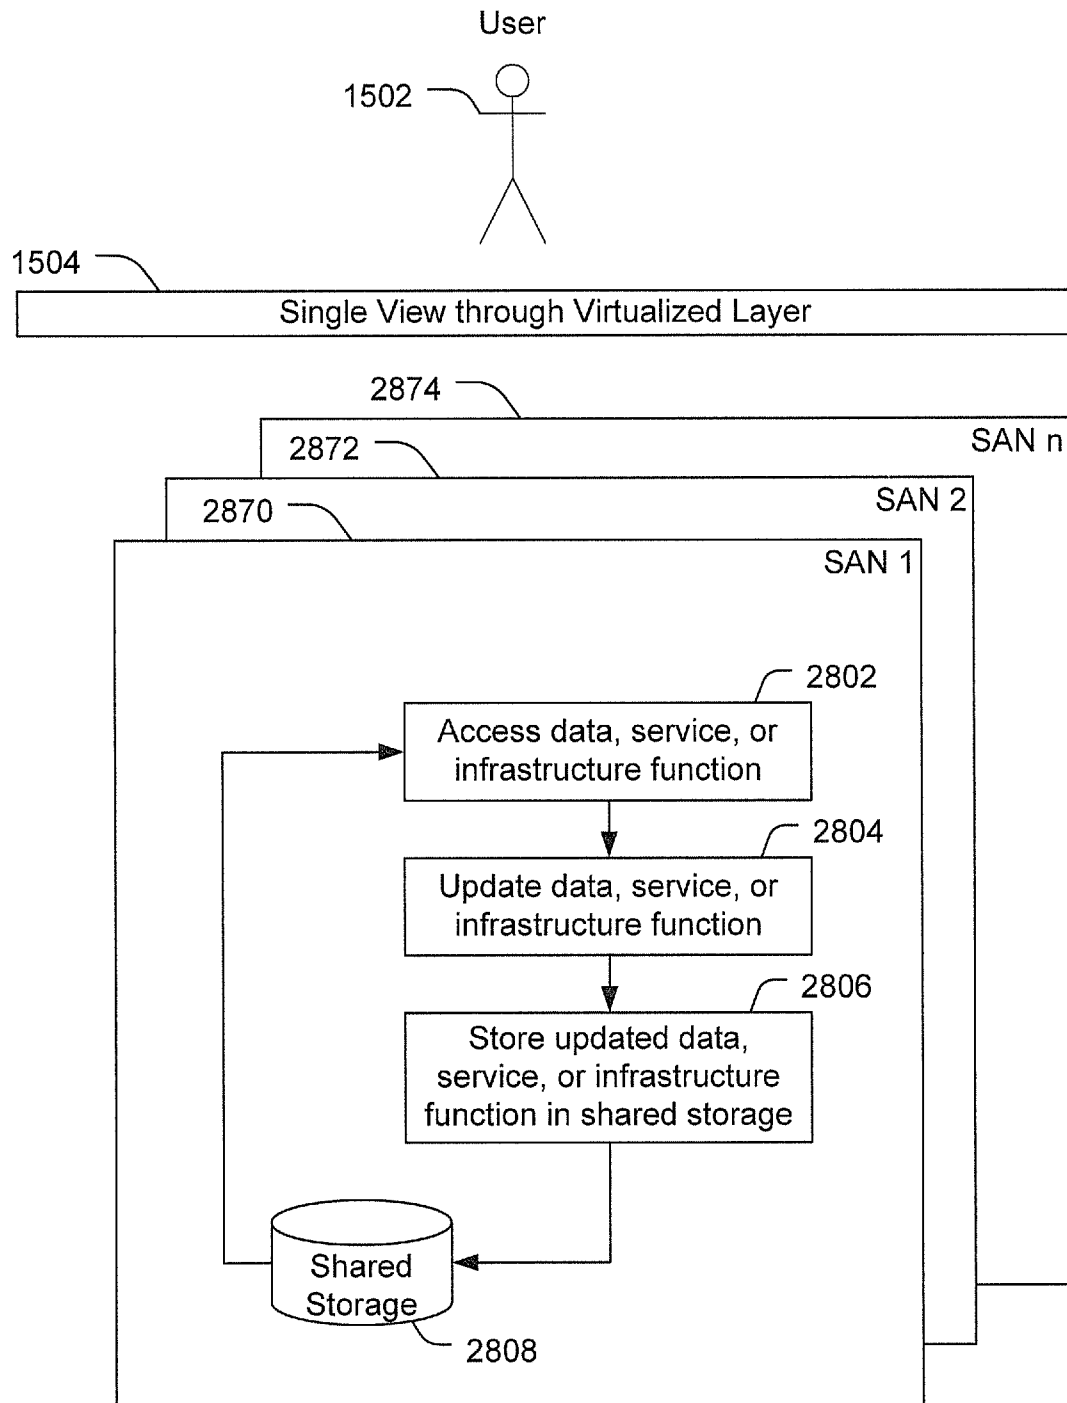 User
1502
1504
Single View through Virtualized Layer
2874
SAN n
2872
SAN 2
2870
SAN 1
2802
Access data, service, or
infrastructure function
2804
Update data, service, or
infrastructure function
2806
Store updated data,
service, or infrastructure
function in shared storage
Shared
Storage
2808